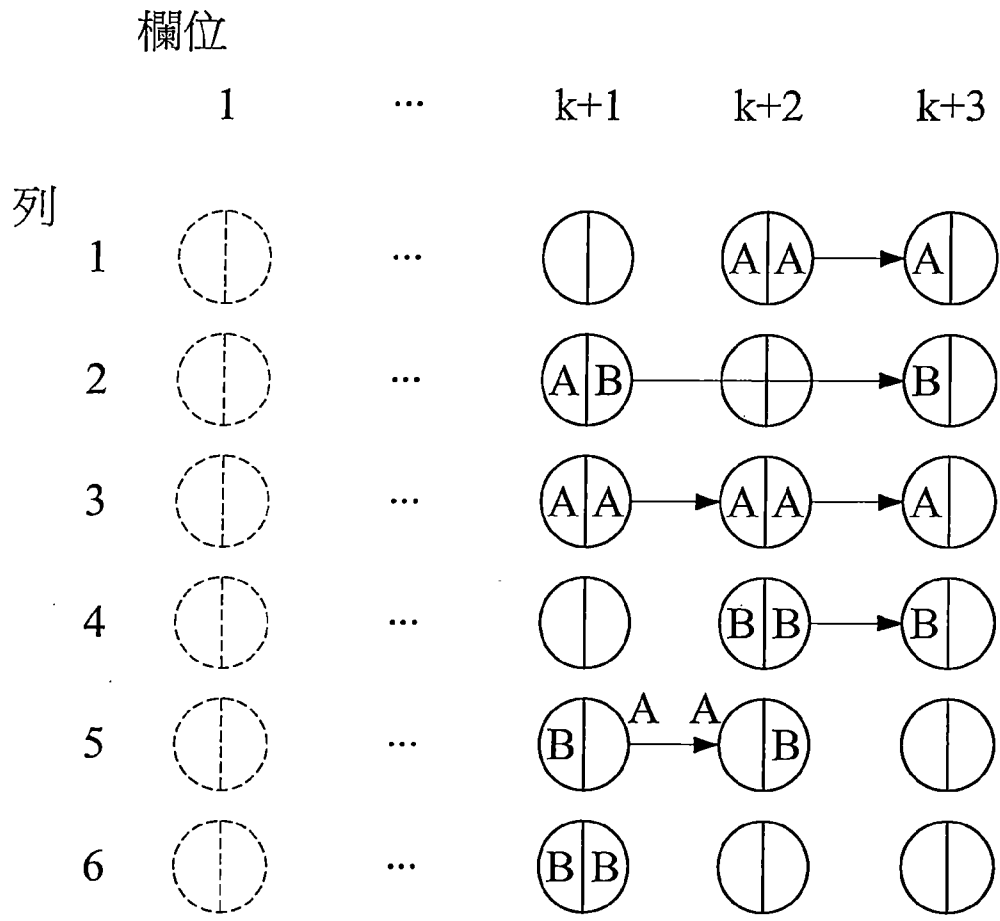 欄位
1 ... k+1 k+2 k+3
列
1 ... A A A
2 ... A B B
3 ... A A A A A
4 ... B B B
5 ... B A A B
6 ... B B